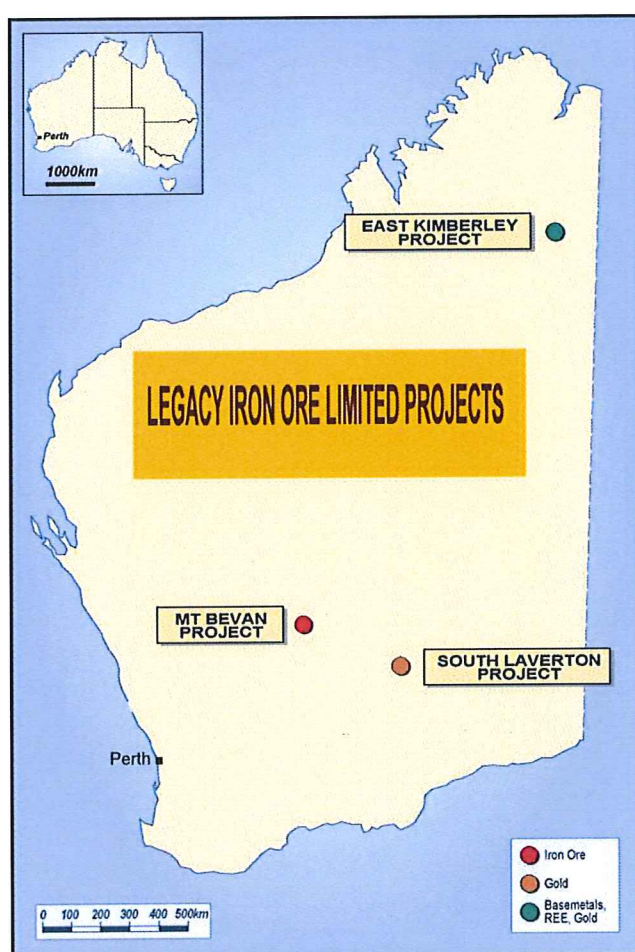 Perth
1000km
EAST KIMBERLEY
PROJECT
LEGACY IRON ORE LIMITED PROJECTS
MT BEVAN
PROJECT
SOUTH LAVERTON
PROJECT
Perth
Iron Ore
Gold
Basemetals,
REE, Gold
0 100 200 300 400 500km